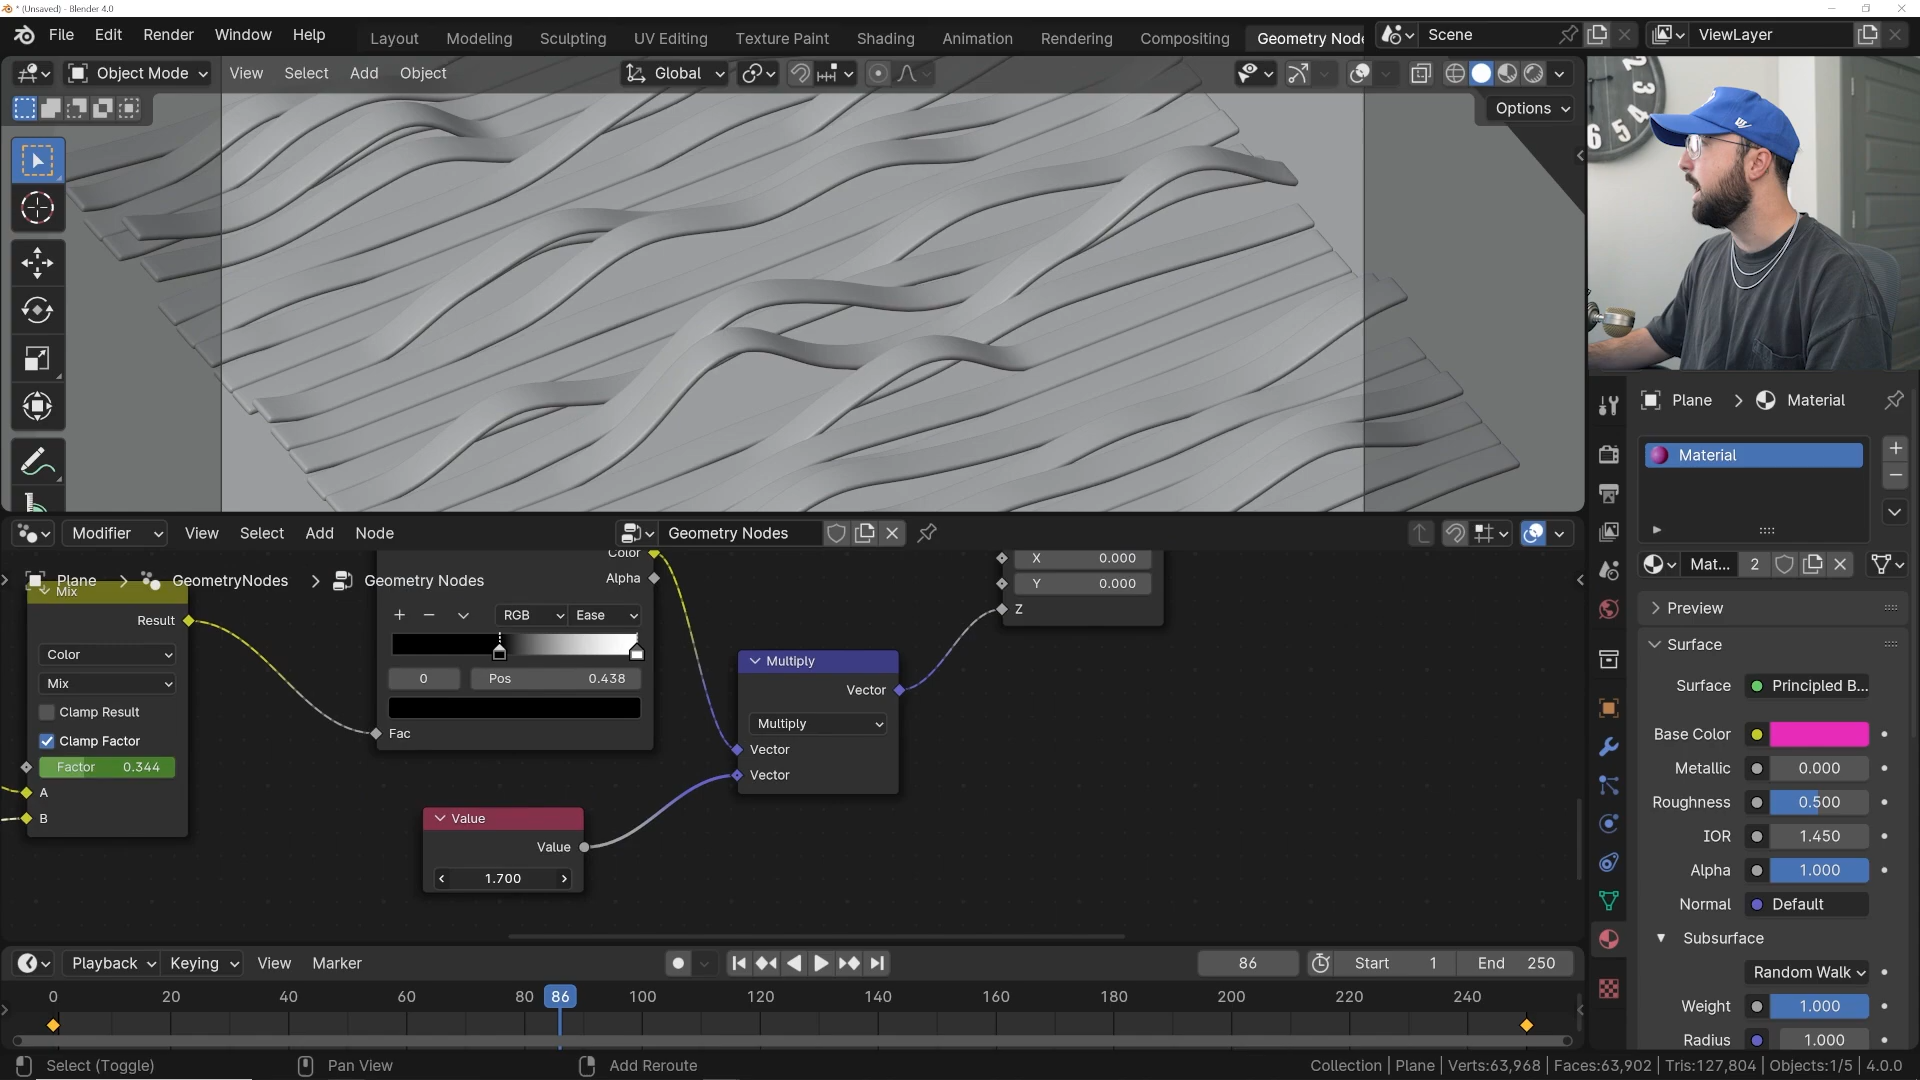 * (Unsaved) - Blender 4.0
File Edit Render Window Help
Layout Modeling Sculpting UV Editing Texture Paint Shading Animation Rendering Compositing Geometry Node
Scene
ViewLayer
Object Mode View Select Add Object
Global
Options
Modifier View Select Add Node
Geometry Nodes
Plane > GeometryNodes > Geometry Nodes
Mix
Result
Color
Mix
Clamp Result
Clamp Factor
Factor 0.344
A
B
Color
Alpha
RGB Ease
0 Pos 0.438
Fac
Value
Value
1.700
Multiply
Vector
Multiply
Vector
Vector
X 0.000
Y 0.000
Z
2 3 4 5 6
Plane > Material
Material
Mat... 2
Preview
Surface
Surface Principled B...
Base Color
Metallic 0.000
Roughness 0.500
IOR 1.450
Alpha 1.000
Normal Default
Subsurface
Random Walk
Weight 1.000
Radius 1.000
Playback Keying View Marker
86 Start 1 End 250
0 20 40 60 80 86 100 120 140 160 180 200 220 240
Select (Toggle) Pan View Add Reroute
Collection | Plane | Verts:63,968 | Faces:63,902 | Tris:127,804 | Objects:1/5 | 4.0.0